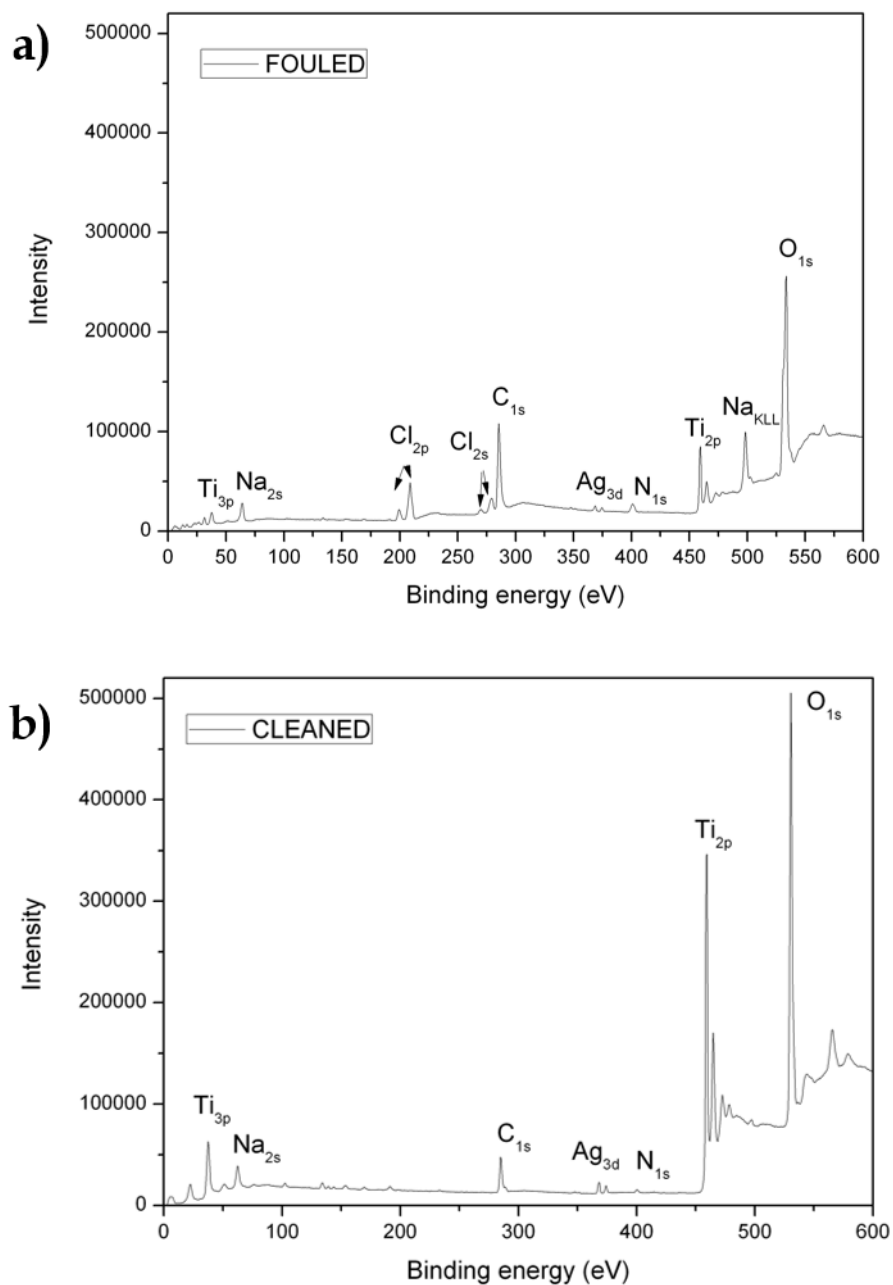 a)
FOULED
500000
400000
300000
200000
100000
0
Intensity
Ti3p
Na2s
Cl2p
Cl2s
C1s
Ag3d
N1s
Ti2p
NaKLL
O1s
0 50 100 150 200 250 300 350 400 450 500 550 600
Binding energy (eV)
b)
CLEANED
500000
400000
300000
200000
100000
0
Intensity
Ti3p
Na2s
C1s
Ag3d
N1s
Ti2p
O1s
0 100 200 300 400 500 600
Binding energy (eV)